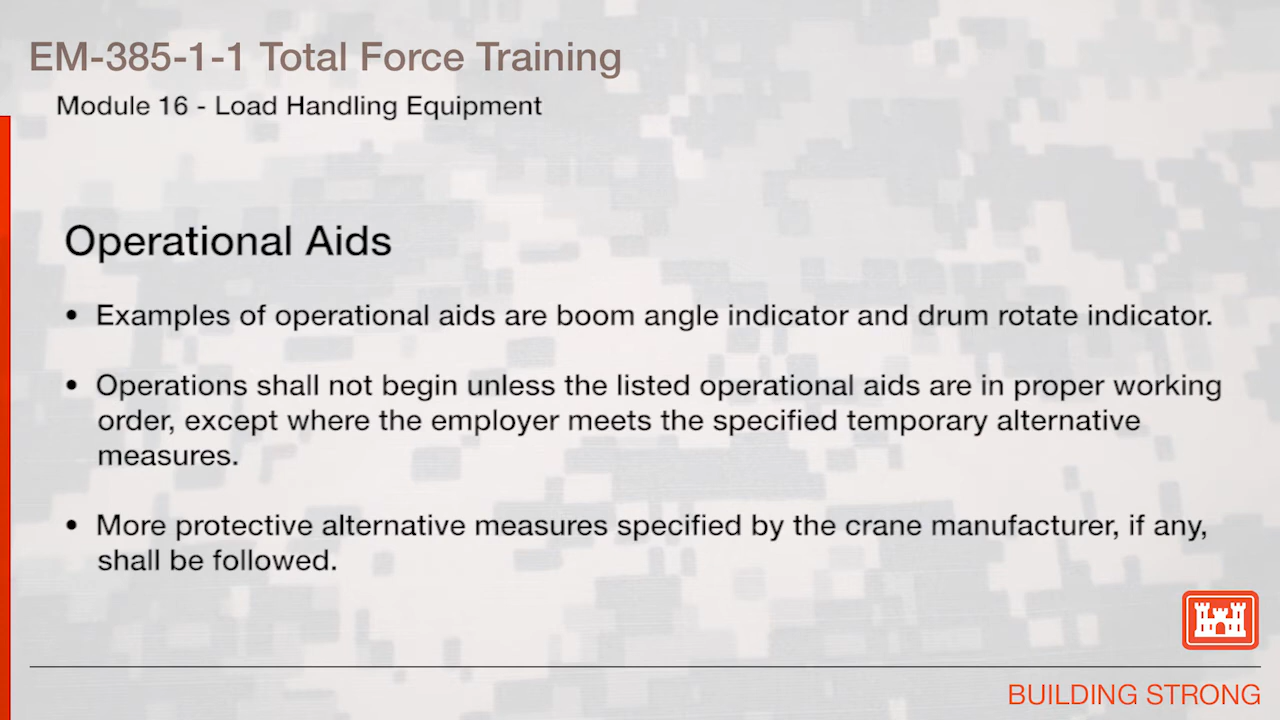 EM-385-1-1 Total Force Training
Module 16 - Load Handling Equipment
Operational Aids
• Examples of operational aids are boom angle indicator and drum rotate indicator.
• Operations shall not begin unless the listed operational aids are in proper working
order, except where the employer meets the specified temporary alternative
measures.
• More protective alternative measures specified by the crane manufacturer, if any,
shall be followed.
BUILDING STRONG